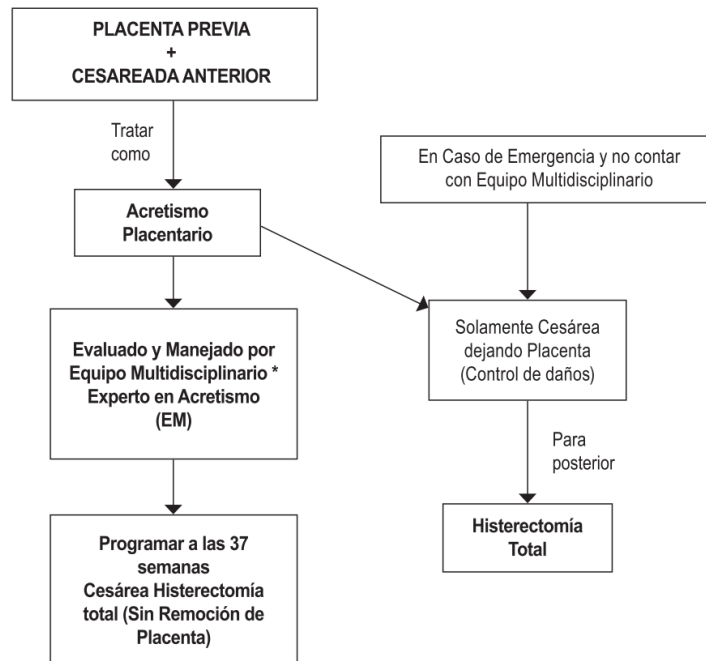 PLACENTA PREVIA
+
CESAREADA ANTERIOR
Tratar
como
Acretismo
Placentario
Evaluado y Manejado por
Equipo Multidisciplinario *
Experto en Acretismo
(EM)
Programar a las 37
semanas
Cesárea Histerectomía
total (Sin Remoción de
Placenta)
En Caso de Emergencia y no contar
con Equipo Multidisciplinario
Solamente Cesárea
dejando Placenta
(Control de daños)
Para
posterior
Histerectomía
Total